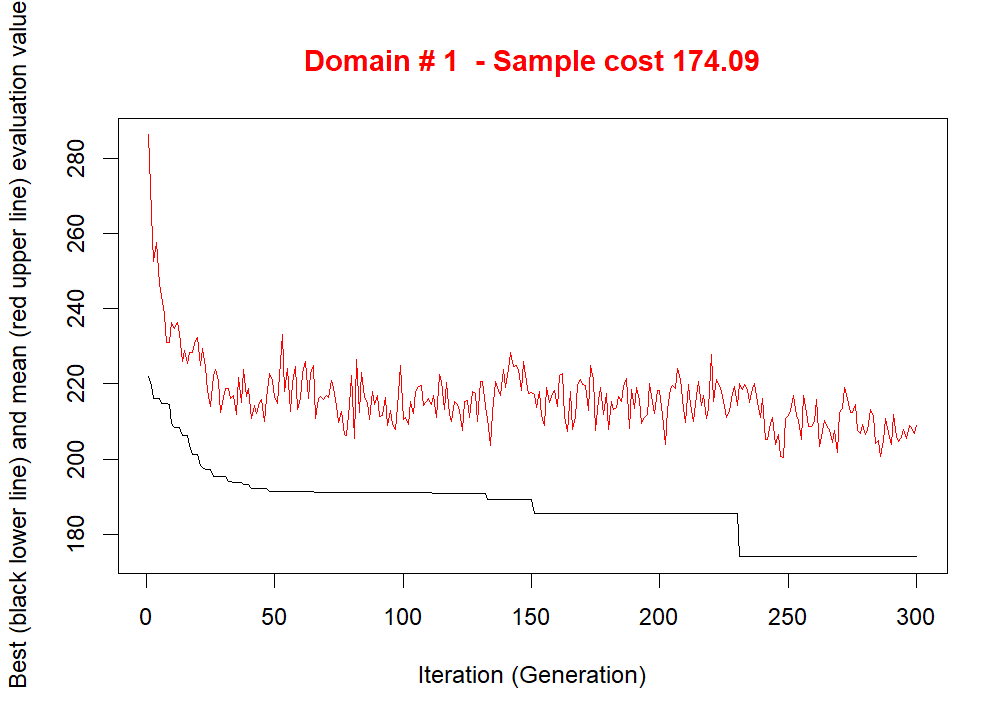 Domain # 1  - Sample cost 174.09
Best (black lower line) and mean (red upper line) evaluation value
280
260
240
220
200
180
0 50 100 150 200 250 300
Iteration (Generation)